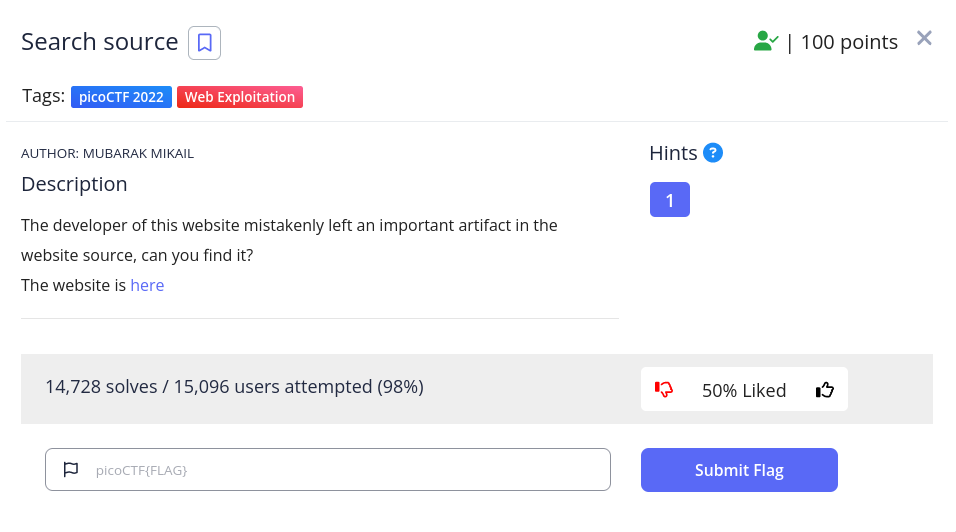 Search source
| 100 points
Tags: picoCTF 2022 Web Exploitation
AUTHOR: MUBARAK MIKAIL
Description
The developer of this website mistakenly left an important artifact in the
website source, can you find it?
The website is here
Hints ?
1
14,728 solves / 15,096 users attempted (98%)
50% Liked
picoCTF{FLAG}
Submit Flag